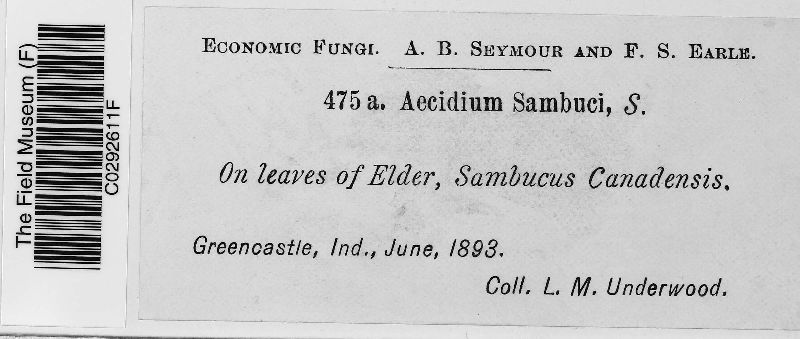 The Field Museum (F)
C0292611F
ECONOMIC FUNGI. A. B. SEYMOUR AND F. S. EARLE.
475 a. Aecidium Sambuci, S.
On leaves of Elder, Sambucus Canadensis.
Greencastle, Ind., June, 1893.
Coll. L. M. Underwood.